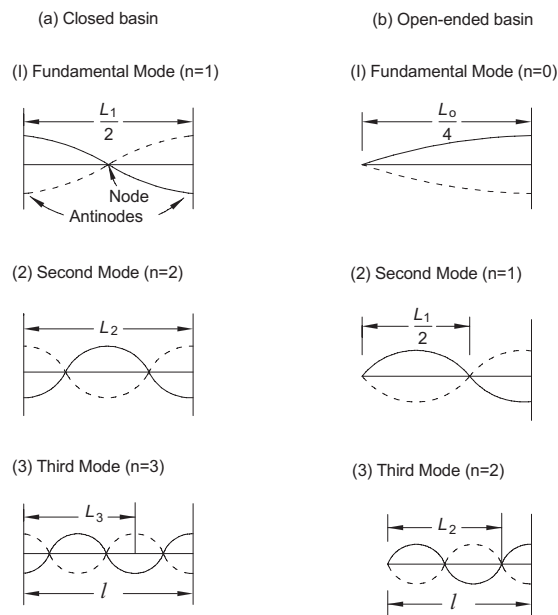 (a) Closed basin
(I) Fundamental Mode (n=1)
L1
2
Node
Antinodes
(2) Second Mode (n=2)
L2
(3) Third Mode (n=3)
L3
l
(b) Open-ended basin
(I) Fundamental Mode (n=0)
Lo
4
(2) Second Mode (n=1)
L1
2
(3) Third Mode (n=2)
L2
l